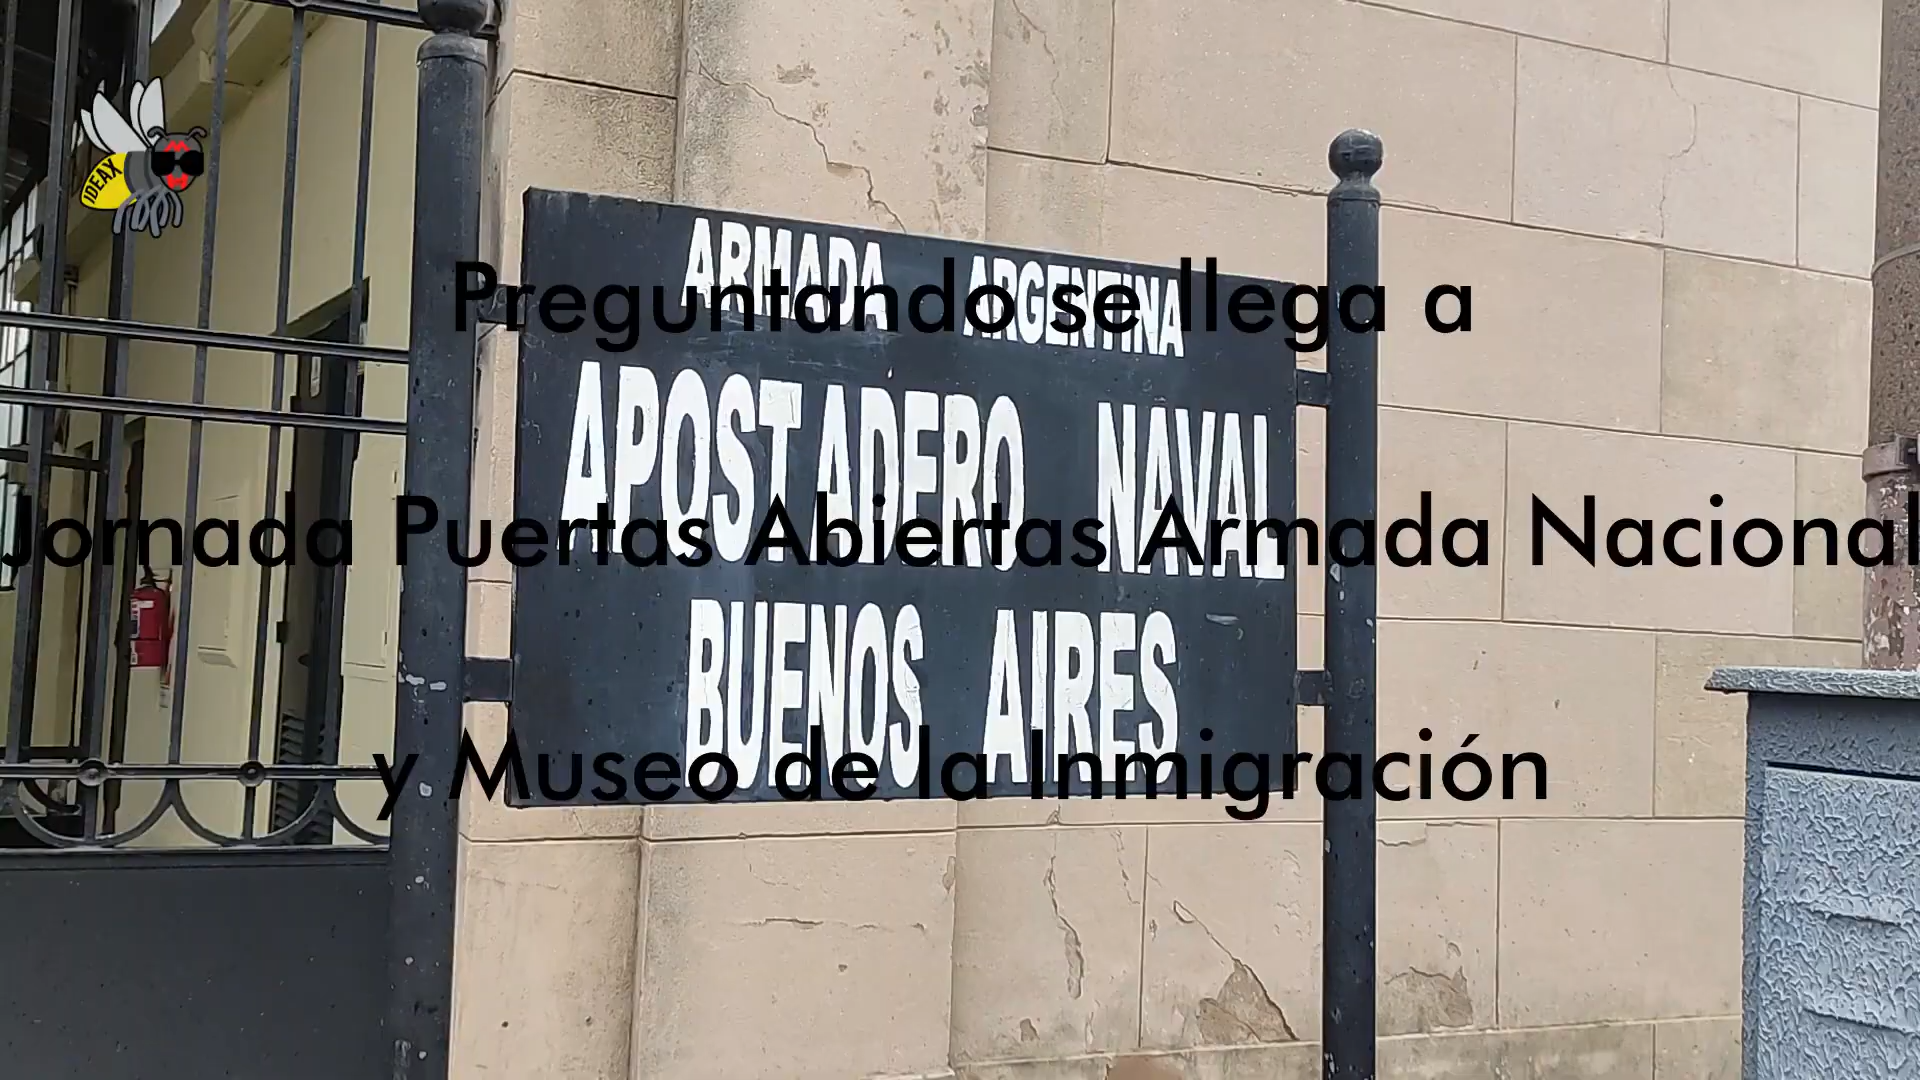 IDEAX
ARMADA ARGENTINA
Preguntando se llega a
APOSTADERO NAVAL
Jornada Puertas Abiertas Armada Nacional
BUENOS AIRES
y Museo de la Inmigración